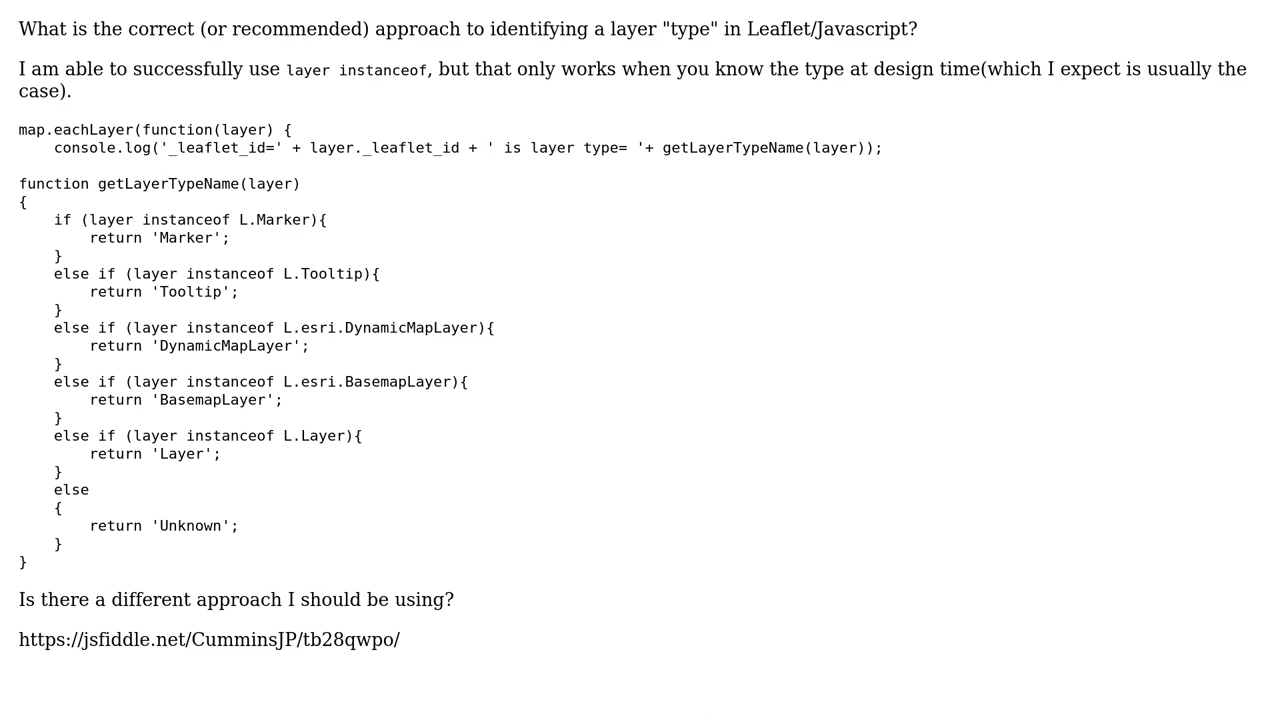 What is the correct (or recommended) approach to identifying a layer "type" in Leaflet/Javascript?
I am able to successfully use layer instanceof, but that only works when you know the type at design time(which I expect is usually the
case).
map.eachLayer(function(layer) {
    console.log('_leaflet_id=' + layer._leaflet_id + ' is layer type= '+ getLayerTypeName(layer));
function getLayerTypeName(layer)
{
    if (layer instanceof L.Marker){
        return 'Marker';
    }
    else if (layer instanceof L.Tooltip){
        return 'Tooltip';
    }
    else if (layer instanceof L.esri.DynamicMapLayer){
        return 'DynamicMapLayer';
    }
    else if (layer instanceof L.esri.BasemapLayer){
        return 'BasemapLayer';
    }
    else if (layer instanceof L.Layer){
        return 'Layer';
    }
    else
    {
        return 'Unknown';
    }
}
Is there a different approach I should be using?
https://jsfiddle.net/CumminsJP/tb28qwpo/